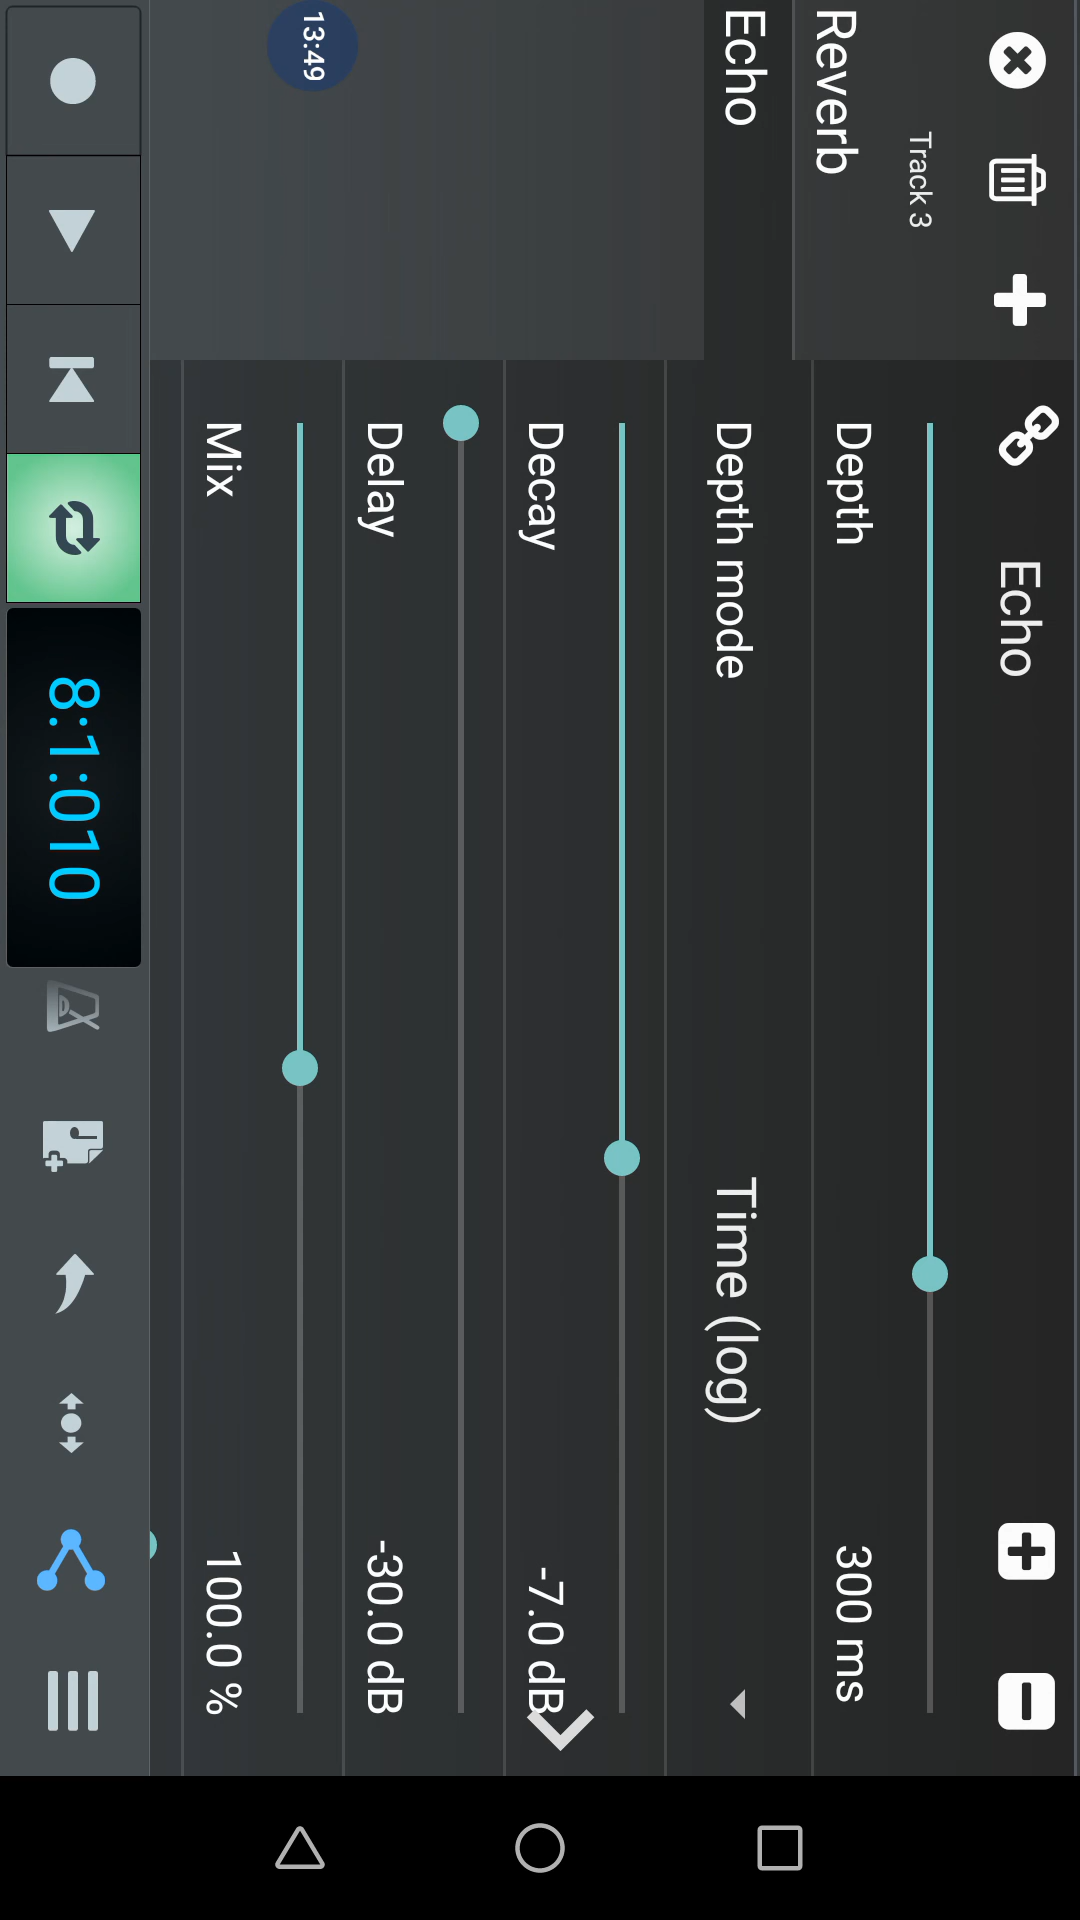 Echo
Track 3
Reverb
Echo
Depth 300 ms
Depth mode Time (log)
Decay -7.0 dB
Delay -30.0 dB
Mix 100.0 %
13:49
8:1:010